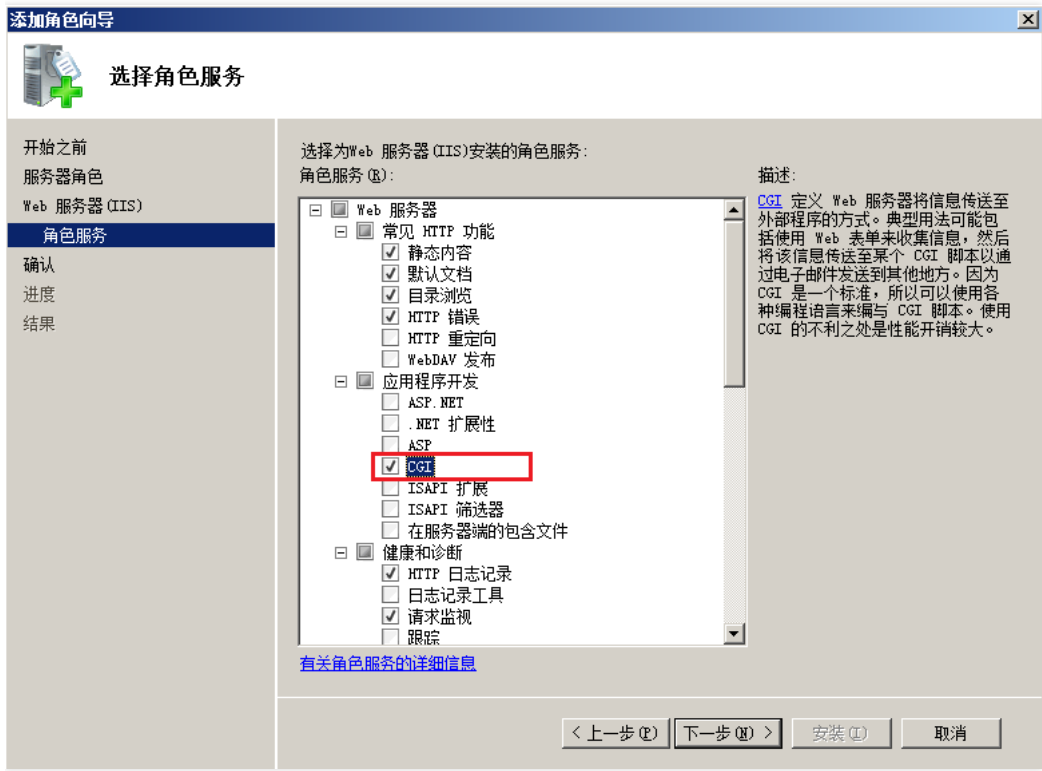 添加角色向导
选择角色服务
开始之前
服务器角色
Web 服务器(IIS)
角色服务
确认
进度
结果
选择为Web 服务器(IIS)安装的角色服务:
角色服务(R):
Web 服务器
常见 HTTP 功能
静态内容
默认文档
目录浏览
HTTP 错误
HTTP 重定向
WebDAV 发布
应用程序开发
ASP.NET
.NET 扩展性
ASP
CGI
ISAPI 扩展
ISAPI 筛选器
在服务器端的包含文件
健康和诊断
HTTP 日志记录
日志记录工具
请求监视
跟踪
有关角色服务的详细信息
描述:
CGI 定义 Web 服务器将信息传送至
外部程序的方式。典型用法可能包
括使用 Web 表单来收集信息，然后
将该信息传送至某个 CGI 脚本以通
过电子邮件发送到其他地方。因为
CGI 是一个标准，所以可以使用各
种编程语言来编写 CGI 脚本。使用
CGI 的不利之处是性能开销较大。
< 上一步(P)
下一步(N) >
安装(I)
取消